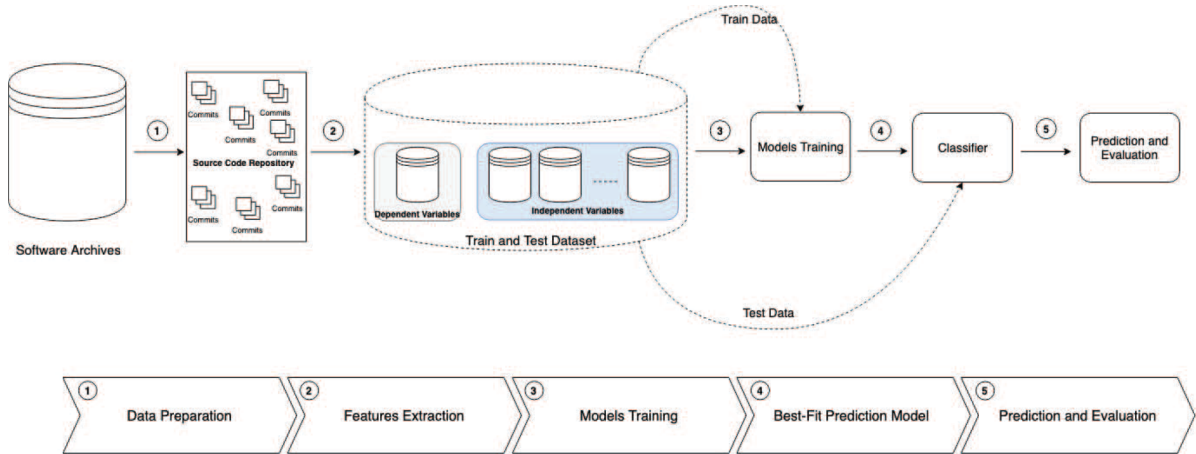 Train Data
Commits
Commits
Commits
Commits
Source Code Repository
Commits
Commits
Commits
1
2
3
4
5
Models Training
Classifier
Prediction and
Evaluation
Dependent Variables
Independent Variables
Train and Test Dataset
Software Archives
Test Data
1
Data Preparation
2
Features Extraction
3
Models Training
4
Best-Fit Prediction Model
5
Prediction and Evaluation